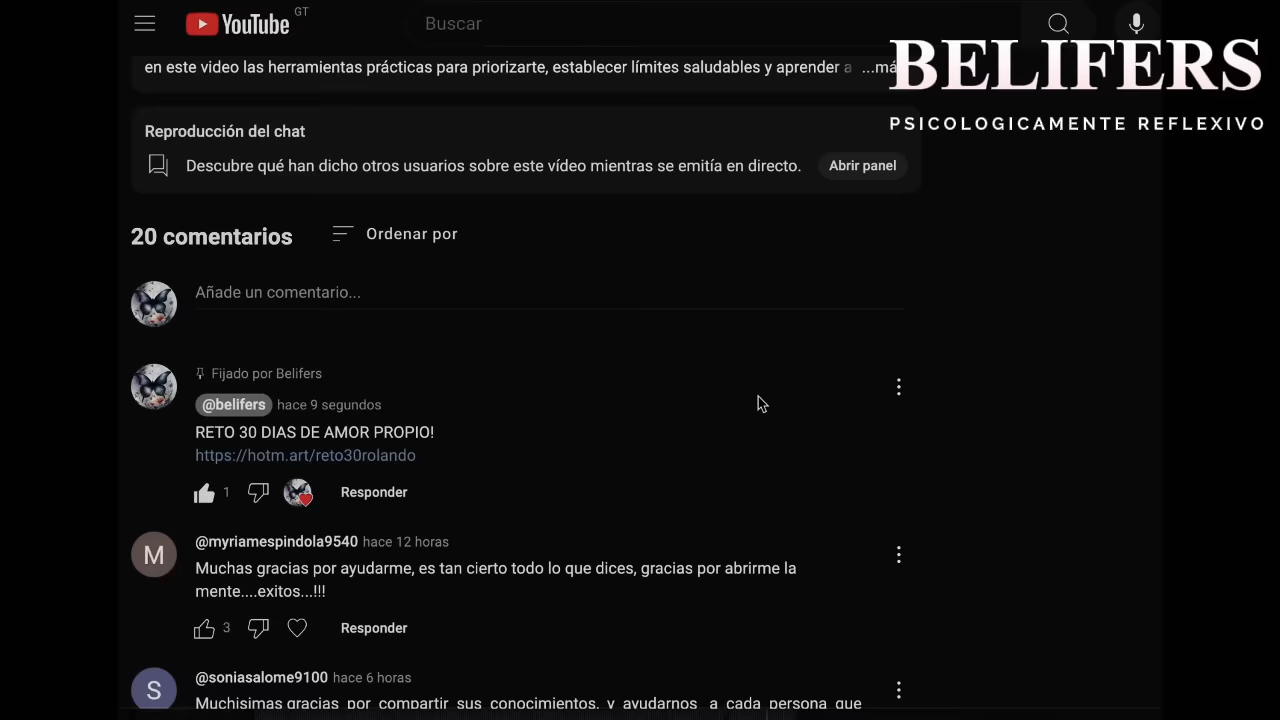 YouTube GT
Buscar
BELIFERS
PSICOLOGICAMENTE REFLEXIVO
en este video las herramientas prácticas para priorizarte, establecer límites saludables y aprender a ...má
Reproducción del chat
Descubre qué han dicho otros usuarios sobre este vídeo mientras se emitía en directo.
Abrir panel
20 comentarios
Ordenar por
Añade un comentario...
Fijado por Belifers
@belifers hace 9 segundos
RETO 30 DIAS DE AMOR PROPIO!
https://hotm.art/reto30rolando
1 Responder
M
@myriamespindola9540 hace 12 horas
Muchas gracias por ayudarme, es tan cierto todo lo que dices, gracias por abrirme la
mente....exitos...!!!
3 Responder
S
@soniasalome9100 hace 6 horas
Muchisimas gracias por compartir sus conocimientos, y ayudarnos a cada persona que